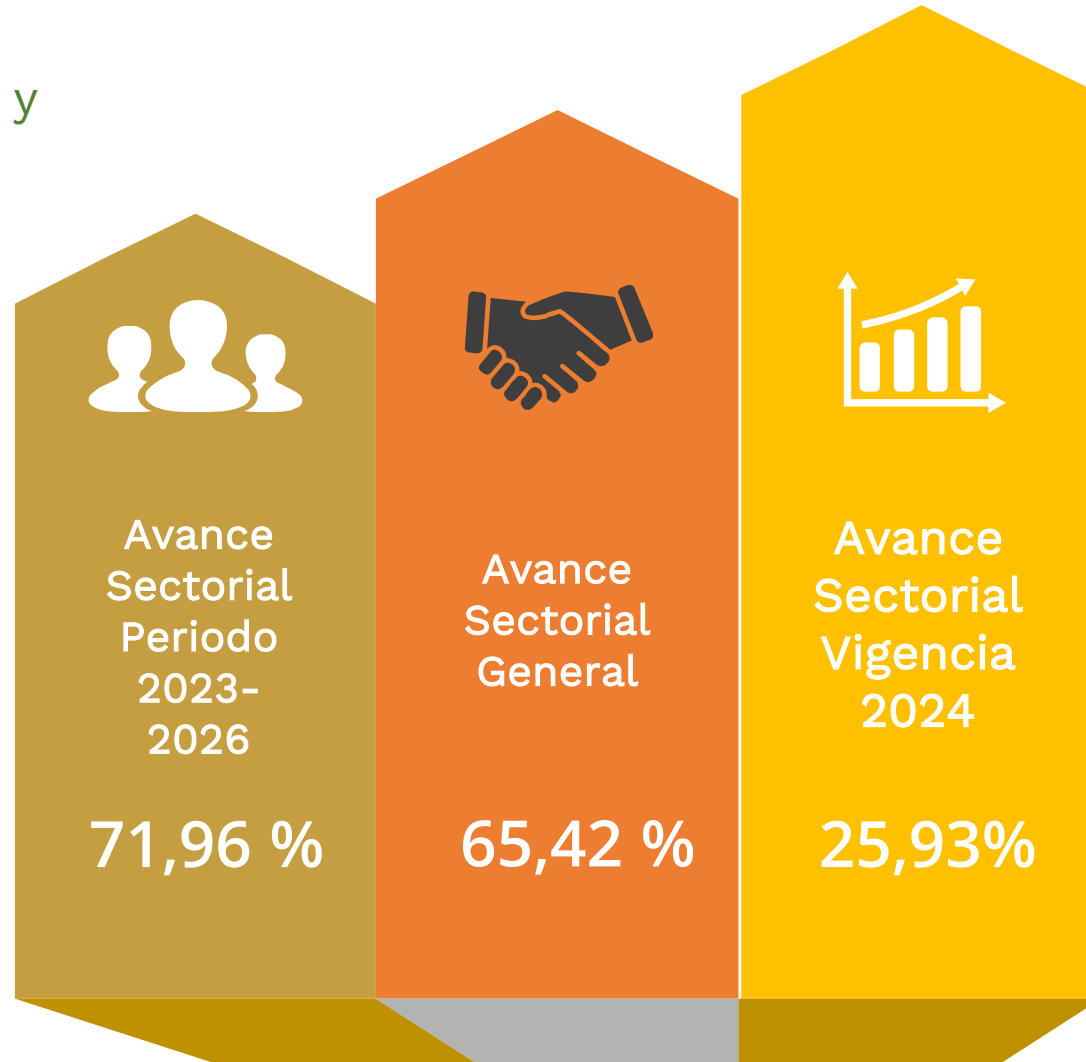 y
Avance
Sectorial
Periodo
2023-
2026
71,96 %
Avance
Sectorial
General
65,42 %
Avance
Sectorial
Vigencia
2024
25,93%